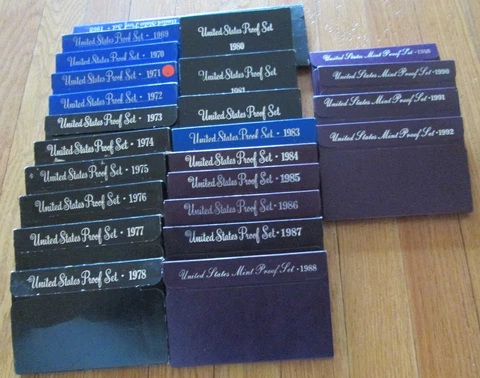 United States Proof Set · 1968
United States Proof Set · 1969
United States Proof Set · 1970
United States Proof Set · 1971
United States Proof Set · 1972
United States Proof Set · 1973
United States Proof Set · 1974
United States Proof Set · 1975
United States Proof Set · 1976
United States Proof Set · 1977
United States Proof Set · 1978
United States Proof Set
1980
United States Proof Set
1981
United States Proof Set
United States Proof Set · 1983
United States Proof Set · 1984
United States Proof Set · 1985
United States Proof Set · 1986
United States Proof Set · 1987
United States Mint Proof Set · 1988
United States Mint Proof Set
United States Mint Proof Set · 1990
United States Mint Proof Set · 1991
United States Mint Proof Set · 1992